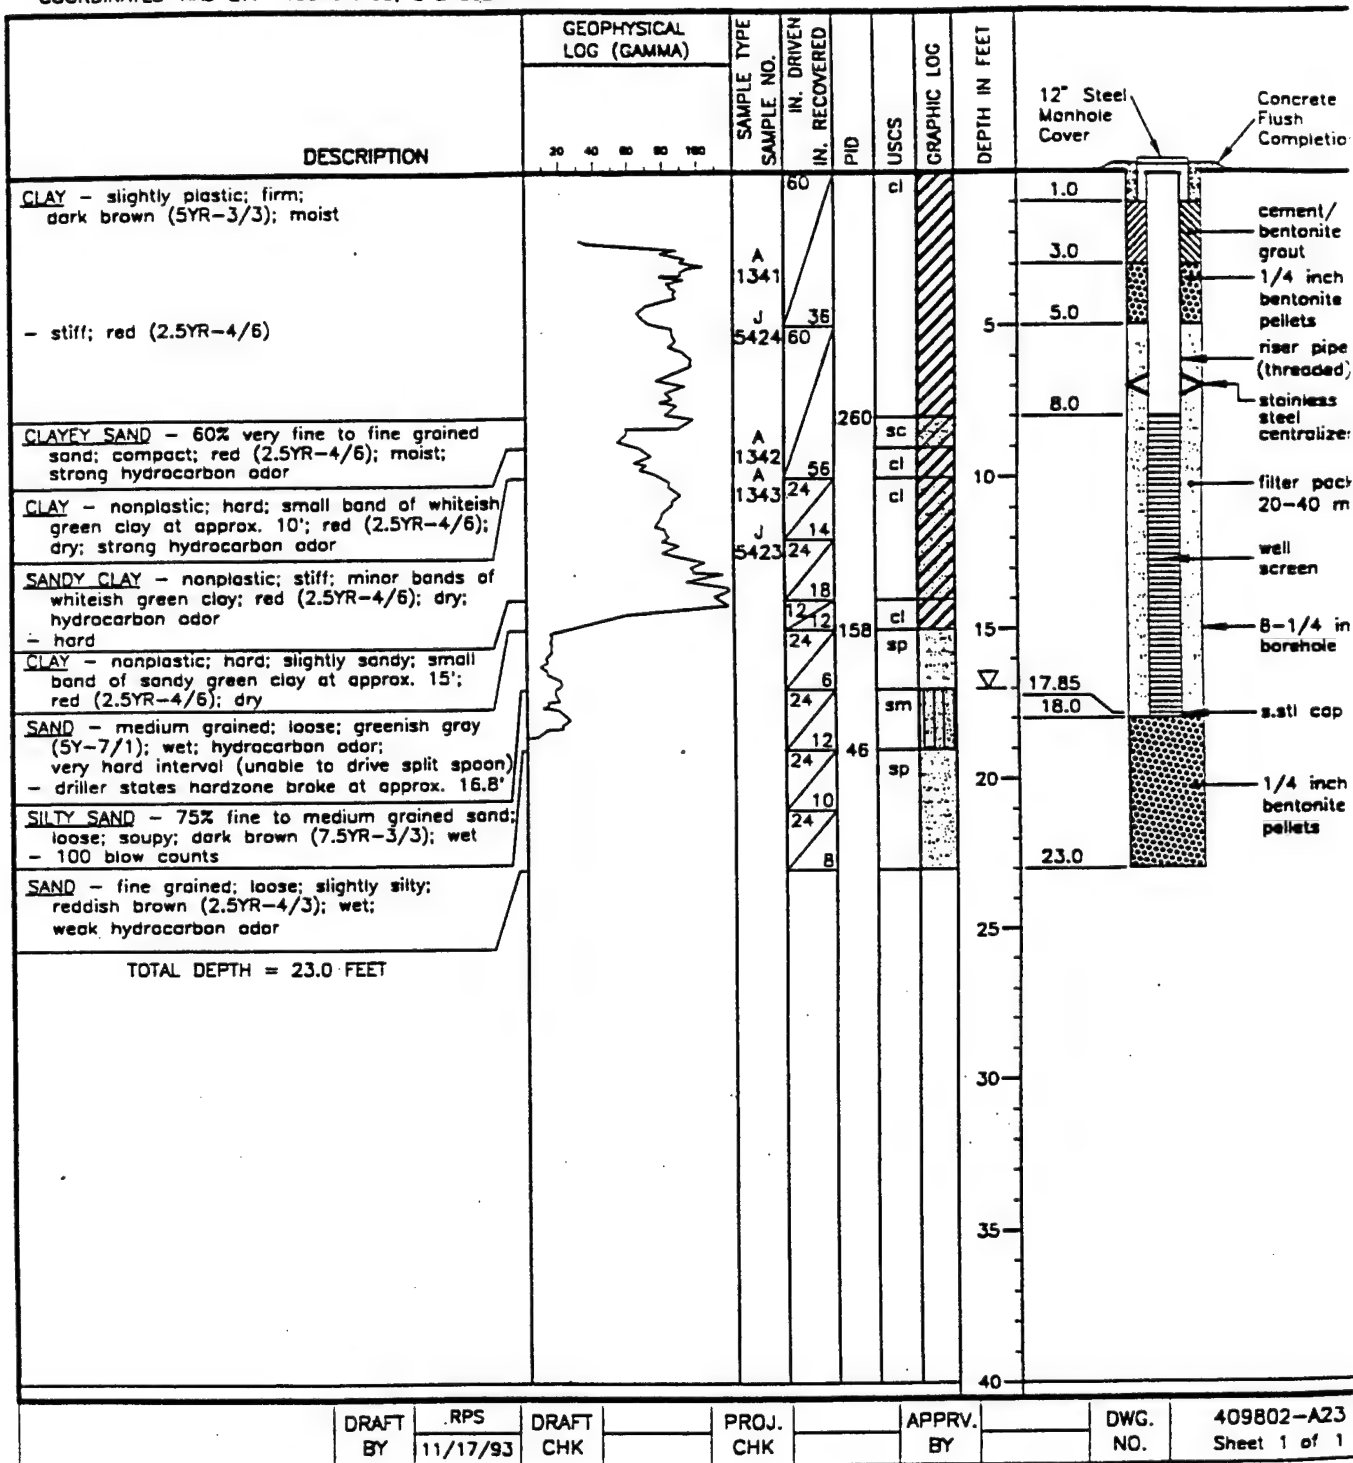 GEOPHYSICAL
LOG (GAMMA)
SAMPLE TYPE
SAMPLE NO.
IN. DRIVEN
IN. RECOVERED
PID
USCS
GRAPHIC LOG
DEPTH IN FEET
DESCRIPTION
20 40 60 80 100
12" Steel
Manhole
Cover
Concrete
Flush
CLAY – slightly plastic; firm;
dark brown (5YR–3/3); moist
– stiff; red (2.5YR–4/6)
CLAYEY SAND – 60% very fine to fine grained
sand; compact; red (2.5YR–4/6); moist;
strong hydrocarbon odor
CLAY – nonplastic; hard; small band of whiteish
green clay at approx. 10'; red (2.5YR–4/6);
dry; strong hydrocarbon odor
SANDY CLAY – nonplastic; stiff; minor bands of
whiteish green clay; red (2.5YR–4/6); dry;
hydrocarbon odor
– hard
CLAY – nonplastic; hard; slightly sandy; small
band of sandy green clay at approx. 15';
red (2.5YR–4/6); dry
SAND – medium grained; loose; greenish gray
(5Y–7/1); wet; hydrocarbon odor;
very hard interval (unable to drive split spoon)
– driller states hardzone broke at approx. 16.8'
SILTY SAND – 75% fine to medium grained sand;
loose; soupy; dark brown (7.5YR–3/3); wet
– 100 blow counts
SAND – fine grained; loose; slightly silty;
reddish brown (2.5YR–4/3); wet;
weak hydrocarbon odor
TOTAL DEPTH = 23.0 FEET
A
1341
J
5424
A
1342
A
1343
J
5423
60
36
60
56
24
14
24
18
12
12
24
6
24
12
24
10
24
8
260
158
46
cl
sc
cl
cl
cl
sp
sm
sp
5
10
15
20
25
30
35
40
1.0
3.0
5.0
8.0
17.85
18.0
23.0
cement/
bentonite
grout
1/4 inch
bentonite
pellets
riser pipe
(threaded)
stainless
steel
filter
20–40
well
screen
8–1/4 in
borehole
s.stl cap
1/4 inch
bentonite
pellets
DRAFT
BY
RPS
11/17/93
DRAFT
CHK
PROJ.
CHK
APPRV.
BY
DWG.
NO.
409802–A23
Sheet 1 of 1